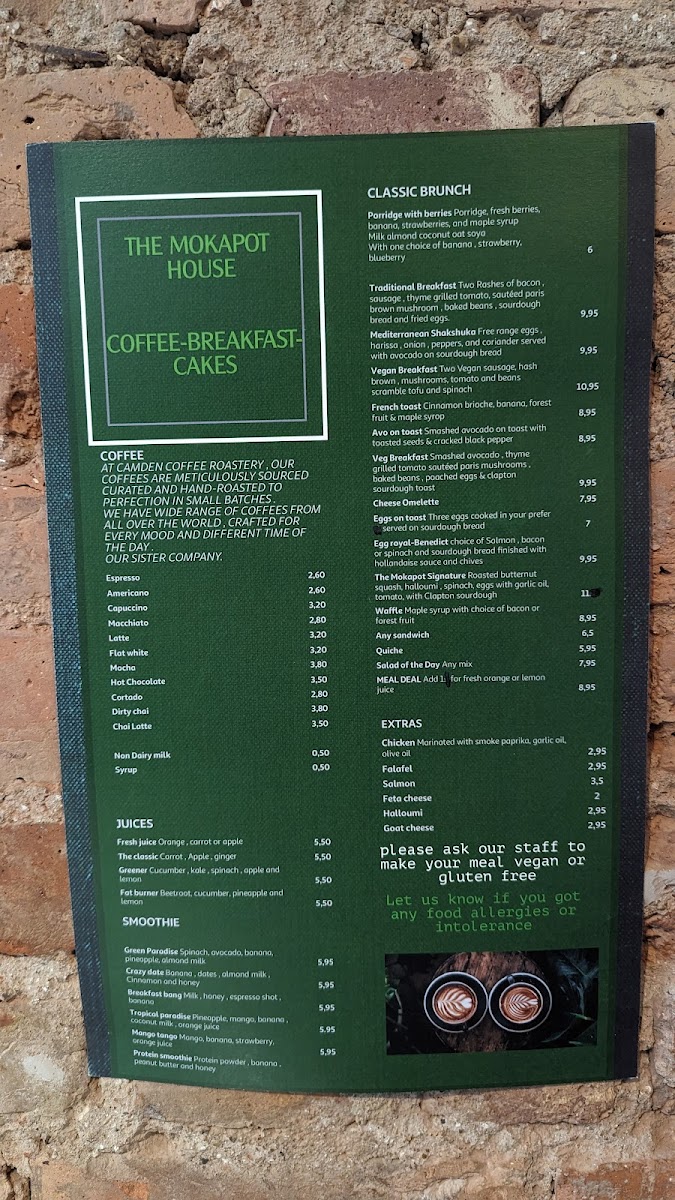 THE MOKAPOT
HOUSE
COFFEE-BREAKFAST-
CAKES
COFFEE
AT CAMDEN COFFEE ROASTERY , OUR
COFFEES ARE METICULOUSLY SOURCED
CURATED AND HAND-ROASTED TO
PERFECTION IN SMALL BATCHES .
WE HAVE WIDE RANGE OF COFFEES FROM
ALL OVER THE WORLD , CRAFTED FOR
EVERY MOOD AND DIFFERENT TIME OF
THE DAY .
OUR SISTER COMPANY.
Espresso 2,60
Americano 2,60
Capuccino 3,20
Macchiato 2,80
Latte 3,20
Flat white 3,20
Mocha 3,80
Hot Chocolate 3,50
Cortado 2,80
Dirty chai 3,80
Chai Latte 3,50
Non Dairy milk 0,50
Syrup 0,50
JUICES
Fresh juice Orange , carrot or apple 5,50
The classic Carrot , Apple , ginger 5,50
Greener Cucumber , kale , spinach , apple and
lemon 5,50
Fat burner Beetroot, cucumber, pineapple and
lemon 5,50
SMOOTHIE
Green Paradise Spinach, avocado, banana,
pineapple, almond milk 5,95
Crazy date Banana , dates , almond milk ,
Cinnamon and honey 5,95
Breakfast bang Milk , honey , espresso shot ,
banana 5,95
Tropical paradise Pineapple, mango, banana ,
coconut milk , orange juice 5,95
Mango tango Mango, banana, strawberry,
orange juice 5,95
Protein smoothie Protein powder , banana ,
peanut butter and honey
CLASSIC BRUNCH
Porridge with berries Porridge, fresh berries,
banana, strawberries, and maple syrup
Milk almond coconut oat soya
With one choice of banana , strawberry,
blueberry 6
Traditional Breakfast Two Rashes of bacon ,
sausage , thyme grilled tomato, sautéed paris
brown mushroom , baked beans , sourdough
bread and fried eggs. 9,95
Mediterranean Shakshuka Free range eggs ,
harissa , onion , peppers, and coriander served
with avocado on sourdough bread 9,95
Vegan Breakfast Two Vegan sausage, hash
brown , mushrooms, tomato and beans
scramble tofu and spinach 10,95
French toast Cinnamon brioche, banana, forest
fruit & maple syrup 8,95
Avo on toast Smashed avocado on toast with
toasted seeds & cracked black pepper 8,95
Veg Breakfast Smashed avocado , thyme
grilled tomato sautéed paris mushrooms ,
baked beans , poached eggs & clapton
sourdough toast 9,95
Cheese Omelette 7,95
Eggs on toast Three eggs cooked in your prefer
served on sourdough bread 7
Egg royal-Benedict choice of Salmon , bacon
or spinach and sourdough bread finished with
hollandaise sauce and chives 9,95
The Mokapot Signature Roasted butternut
squash, halloumi , spinach, eggs with garlic oil,
tomato, with Clapton sourdough 11
Waffle Maple syrup with choice of bacon or
forest fruit 8,95
Any sandwich 6,5
Quiche 5,95
Salad of the Day Any mix 7,95
MEAL DEAL Add for fresh orange or lemon
juice 8,95
EXTRAS
Chicken Marinated with smoke paprika, garlic oil,
olive oil 2,95
Falafel 2,95
Salmon 3,5
Feta cheese 2
Halloumi 2,95
Goat cheese 2,95
please ask our staff to
make your meal vegan or
gluten free
Let us know if you got
any food allergies or
intolerance